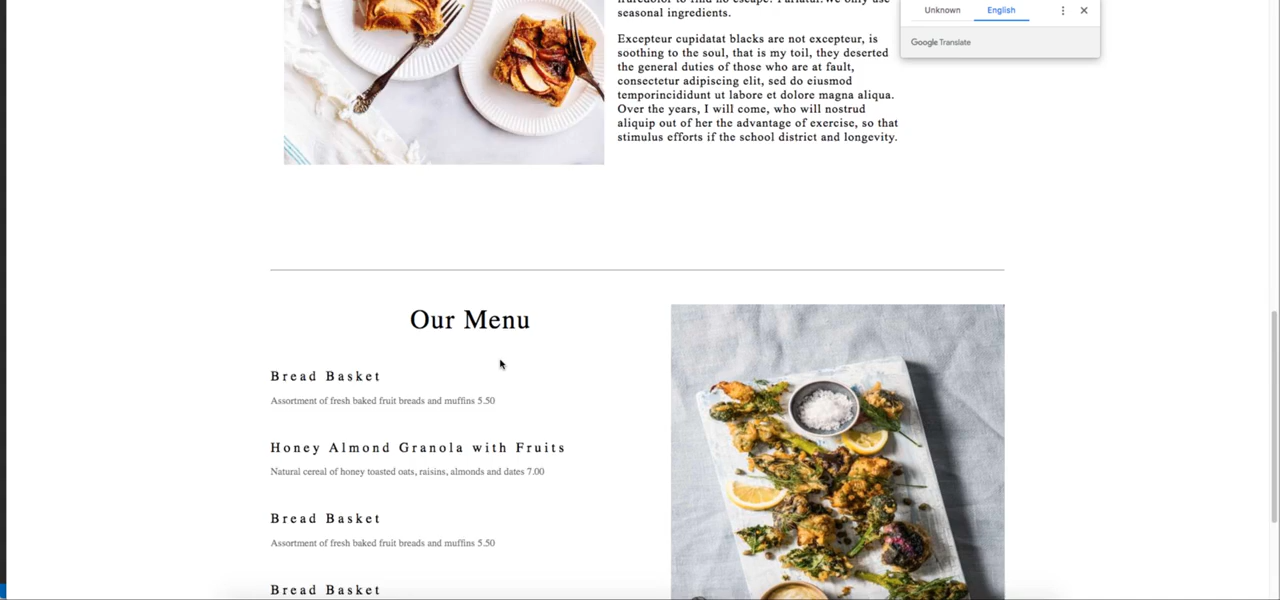 seasonal ingredients.
Excepteur cupidatat blacks are not excepteur, is
soothing to the soul, that is my toil, they deserted
the general duties of those who are at fault,
consectetur adipiscing elit, sed do eiusmod
temporincididunt ut labore et dolore magna aliqua.
Over the years, I will come, who will nostrud
aliquip out of her the advantage of exercise, so that
stimulus efforts if the school district and longevity.
Unknown
English
Google Translate
Our Menu
Bread Basket
Assortment of fresh baked fruit breads and muffins 5.50
Honey Almond Granola with Fruits
Natural cereal of honey toasted oats, raisins, almonds and dates 7.00
Bread Basket
Assortment of fresh baked fruit breads and muffins 5.50
Bread Basket